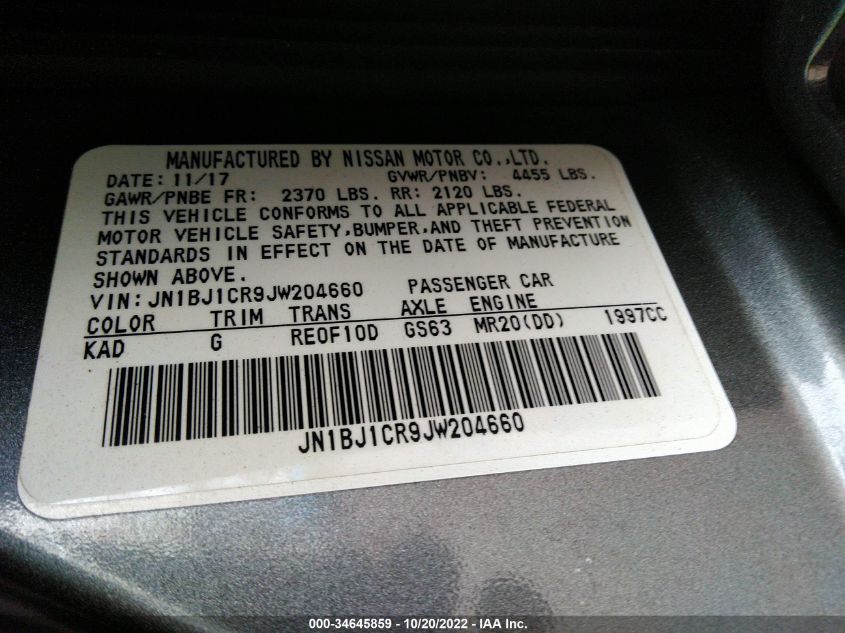 MANUFACTURED BY NISSAN MOTOR CO.,LTD.
DATE: 11/17 GVWR/PNBV: 4455 LBS.
GAWR/PNBE FR: 2370 LBS. RR: 2120 LBS.
THIS VEHICLE CONFORMS TO ALL APPLICABLE FEDERAL
MOTOR VEHICLE SAFETY,BUMPER,AND THEFT PREVENTION
STANDARDS IN EFFECT ON THE DATE OF MANUFACTURE
SHOWN ABOVE.
VIN: JN1BJ1CR9JW204660 PASSENGER CAR
COLOR TRIM TRANS AXLE ENGINE
KAD G RE0F10D GS63 MR20(DD) 1997CC
JN1BJ1CR9JW204660
000-34645859 - 10/20/2022 - IAA Inc.